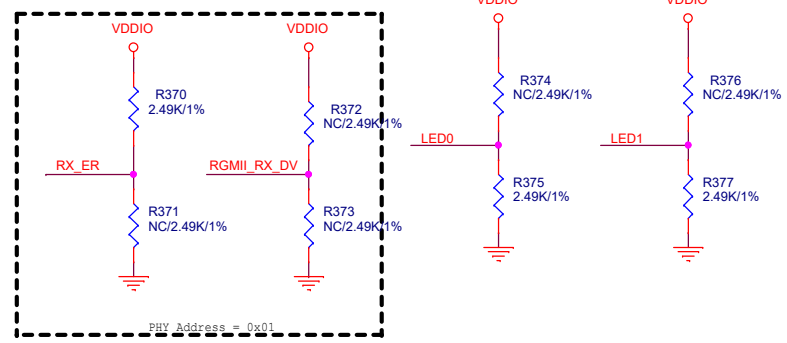 VDDIO
VDDIO
VDDIO
VDDIO
R370
2.49K/1%
R372
NC/2.49K/1%
R374
NC/2.49K/1%
R376
NC/2.49K/1%
RX_ER
RGMII_RX_DV
LED0
LED1
R371
NC/2.49K/1%
R373
NC/2.49K/1%
R375
2.49K/1%
R377
2.49K/1%
PHY Address = 0x01